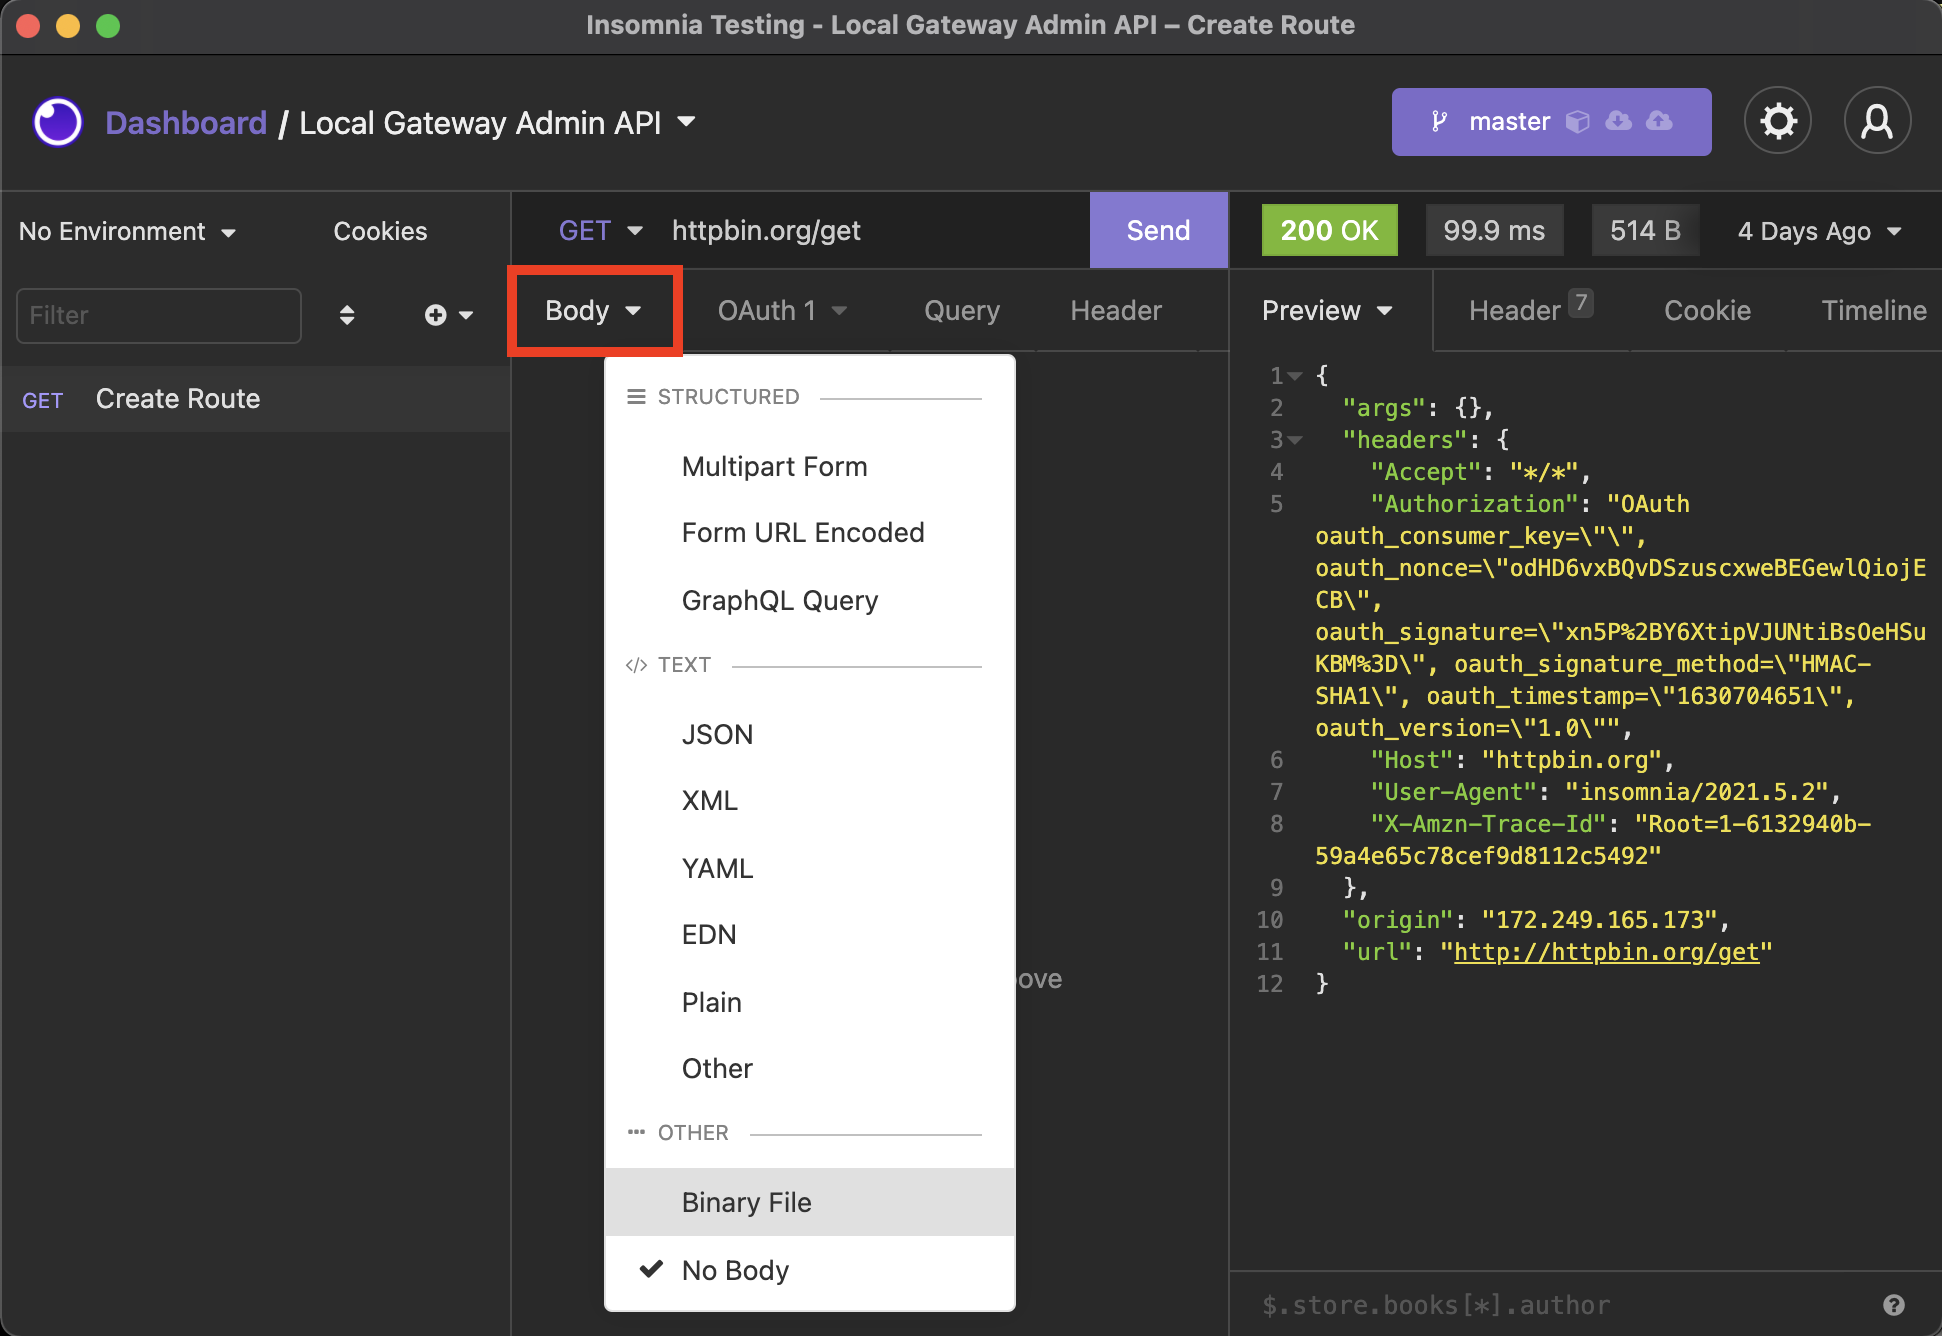 Insomnia Testing - Local Gateway Admin API – Create Route
Dashboard / Local Gateway Admin API
master
No Environment
Cookies
Filter
GET Create Route
GET httpbin.org/get
Send
Body
OAuth 1
Query
Header
STRUCTURED
Multipart Form
Form URL Encoded
GraphQL Query
</> TEXT
JSON
XML
YAML
EDN
Plain
Other
OTHER
Binary File
No Body
200 OK
99.9 ms
514 B
4 Days Ago
Preview
Header 7
Cookie
Timeline
1 {
2 "args": {},
3 "headers": {
4 "Accept": "*/*",
5 "Authorization": "OAuth
oauth_consumer_key=\"\",
oauth_nonce=\"odHD6vxBQvDSzuscxweBEGewlQiojE
CB\",
oauth_signature=\"xn5P%2BY6XtipVJUNtiBsOeHSu
KBM%3D\", oauth_signature_method=\"HMAC-
SHA1\", oauth_timestamp=\"1630704651\",
oauth_version=\"1.0\"",
6 "Host": "httpbin.org",
7 "User-Agent": "insomnia/2021.5.2",
8 "X-Amzn-Trace-Id": "Root=1-6132940b-
59a4e65c78cef9d8112c5492"
9 },
10 "origin": "172.249.165.173",
11 "url": "http://httpbin.org/get"
12 }
$.store.books[*].author